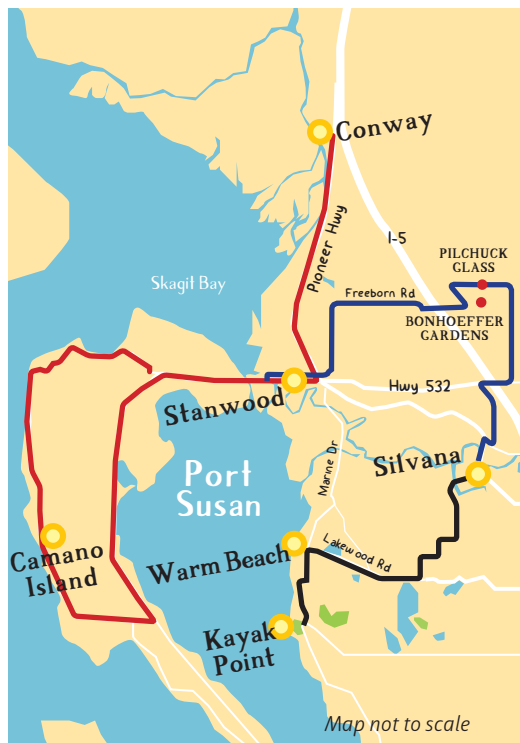 Conway
Pioneer Hwy
I-5
PILCHUCK
GLASS
Skagit Bay
Freeborn Rd
BONHOEFFER
GARDENS
Hwy 532
Stanwood
Marine Dr
Silvana
Port
Susan
Lakewood Rd
Warm Beach
Camano
Island
Kayak
Point
Map not to scale